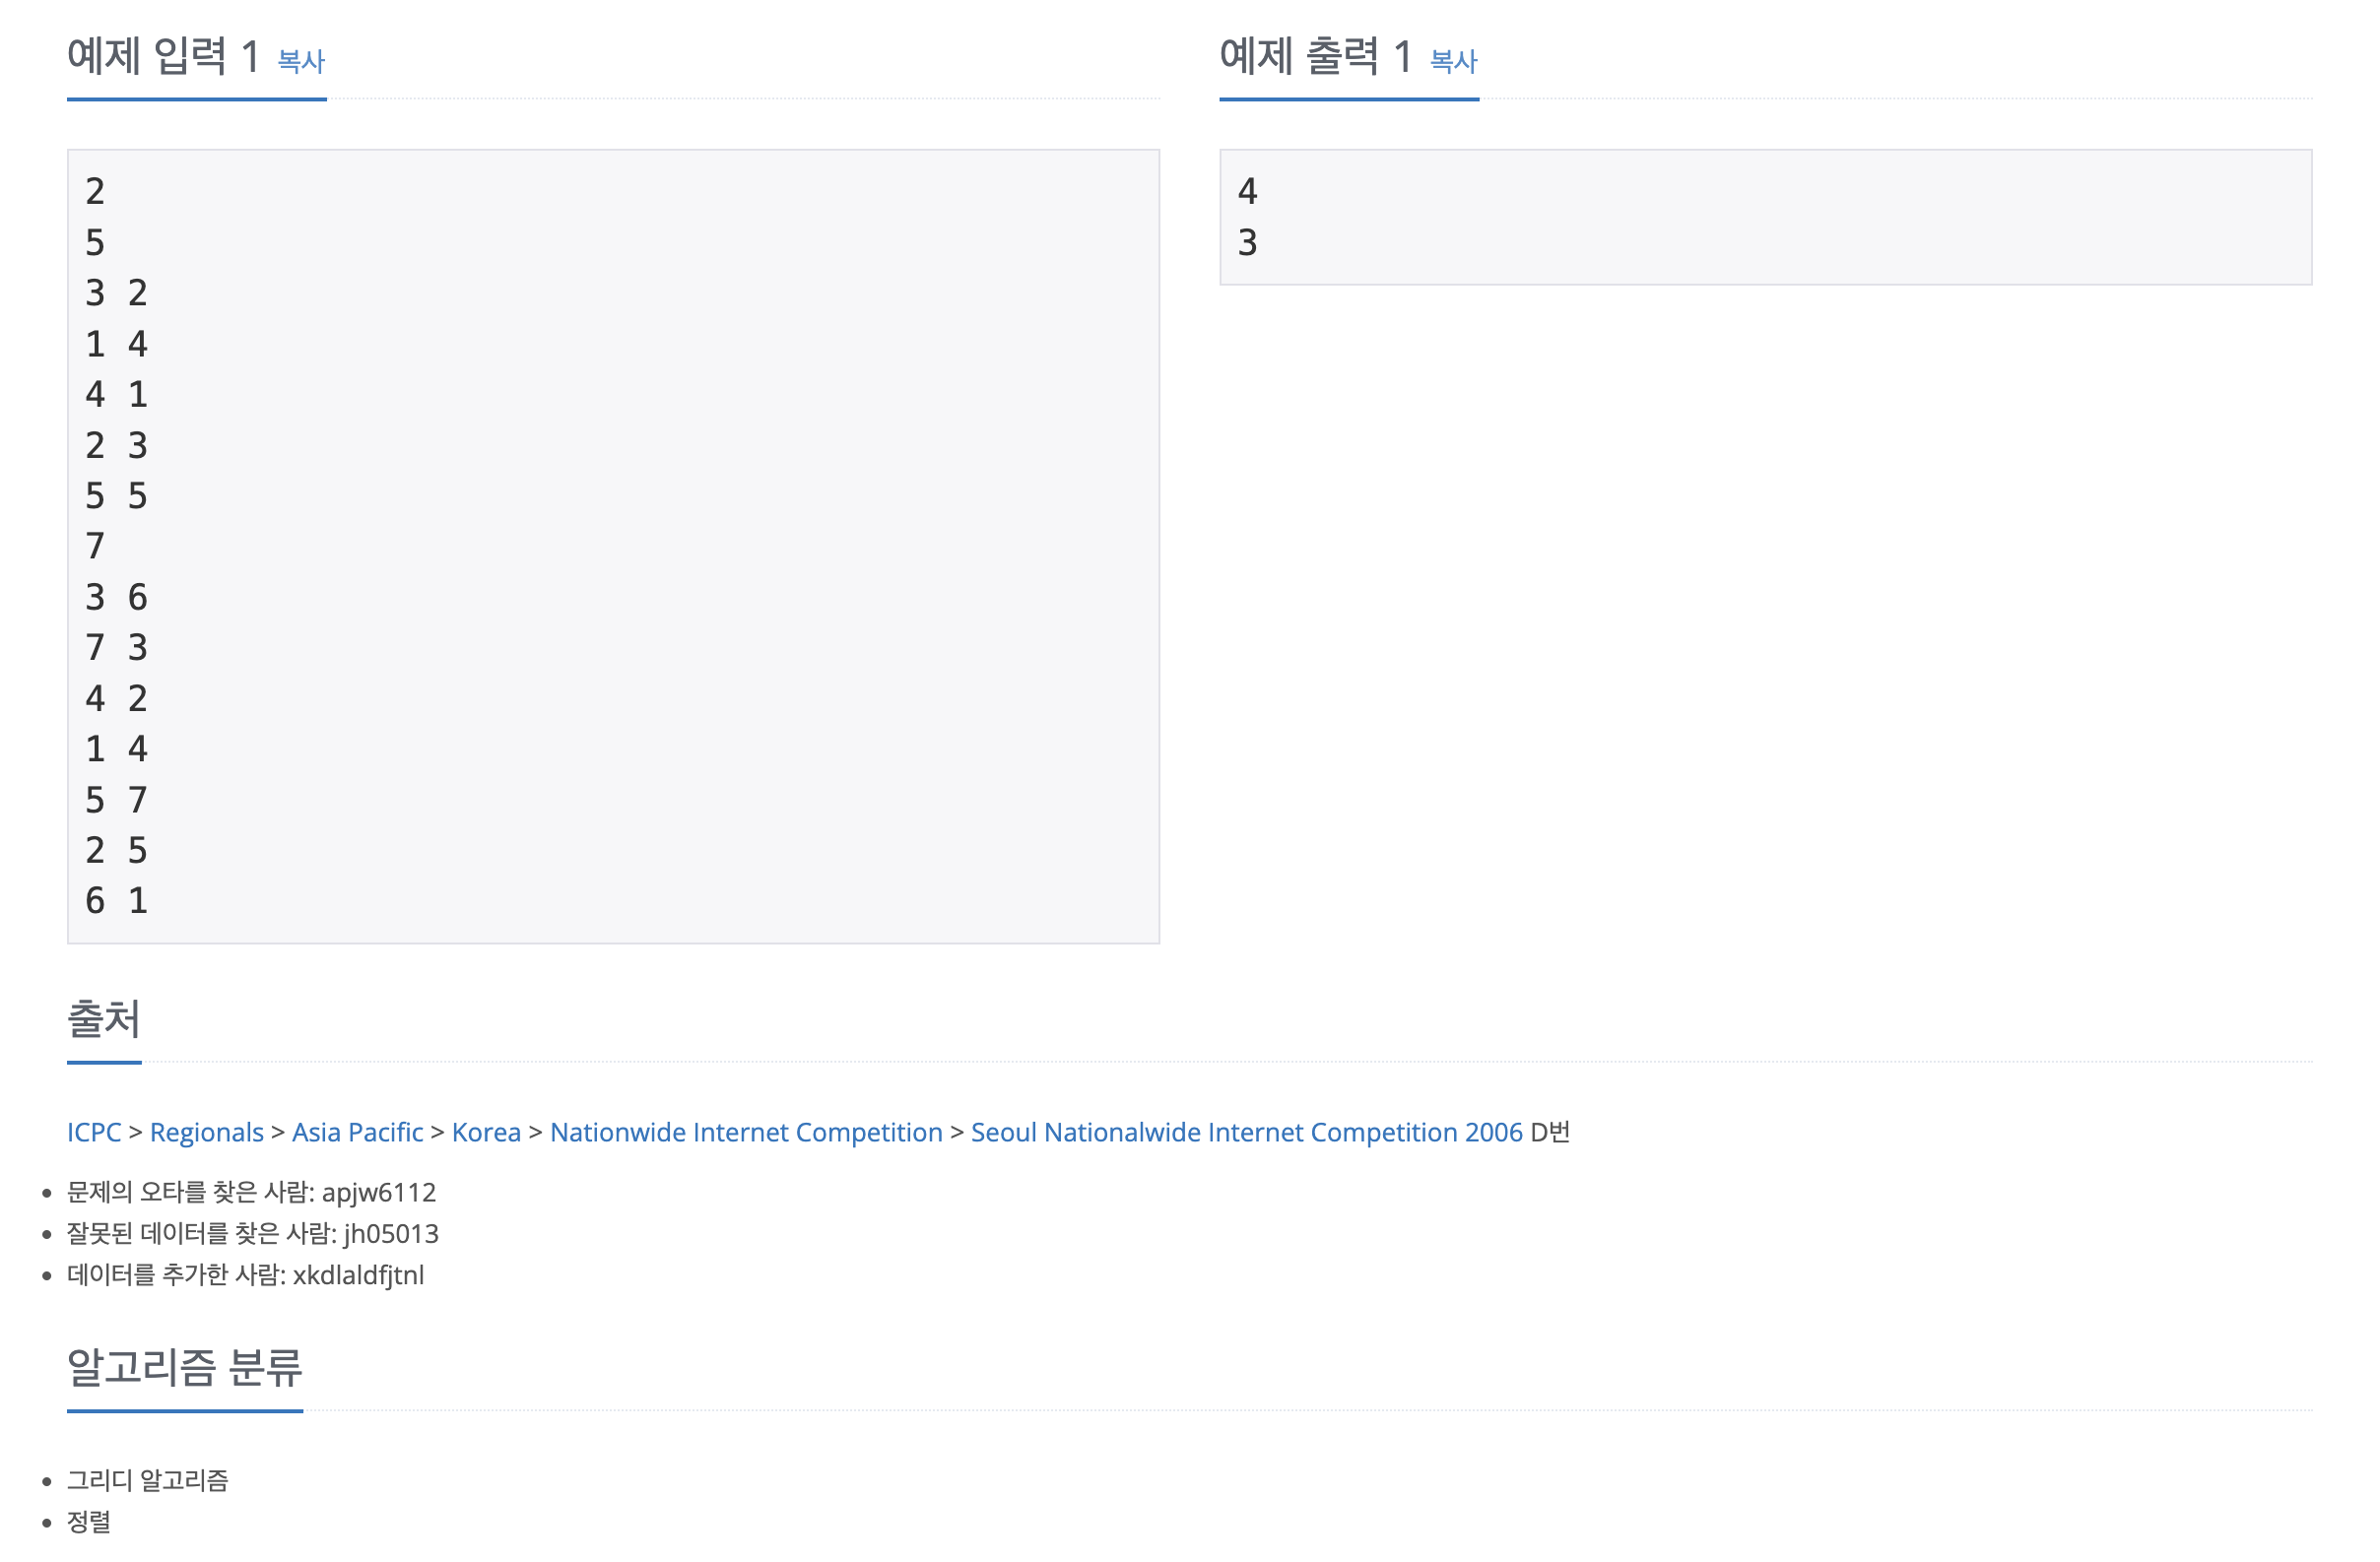 예제 입력 1 복사
2
5
3 2
1 4
4 1
2 3
5 5
7
3 6
7 3
4 2
1 4
5 7
2 5
6 1
예제 출력 1 복사
4
3
출처
ICPC > Regionals > Asia Pacific > Korea > Nationwide Internet Competition > Seoul Nationalwide Internet Competition 2006 D번
문제의 오타를 찾은 사람: apjw6112
잘못된 데이터를 찾은 사람: jh05013
데이터를 추가한 사람: xkdlaldfjtnl
알고리즘 분류
그리디 알고리즘
정렬